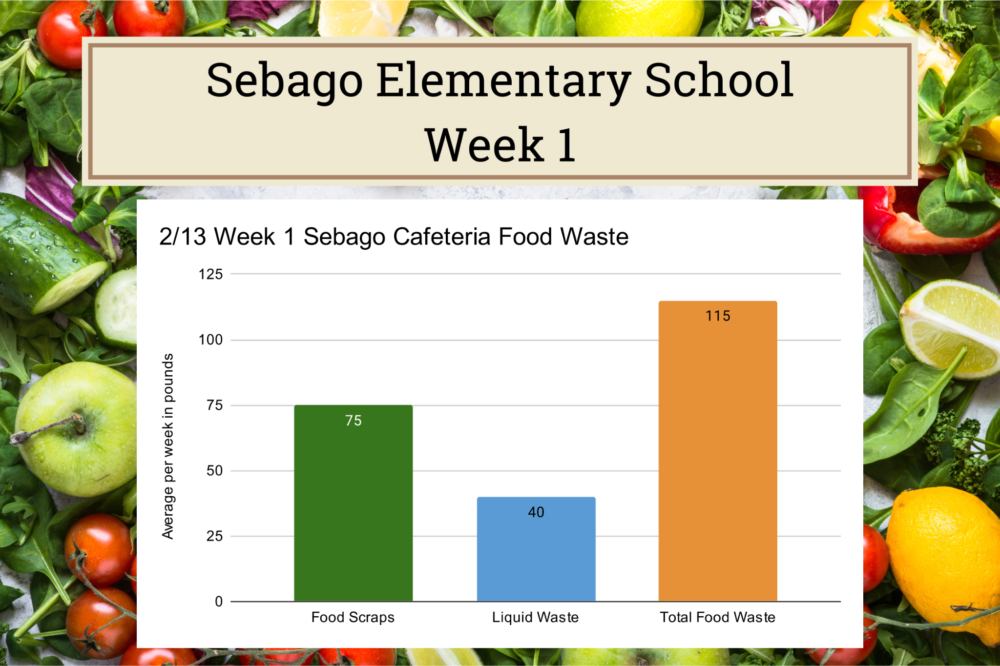 Sebago Elementary School
Week 1
2/13 Week 1 Sebago Cafeteria Food Waste
Average per week in pounds
125
100
75
50
25
0
75
40
115
Food Scraps
Liquid Waste
Total Food Waste